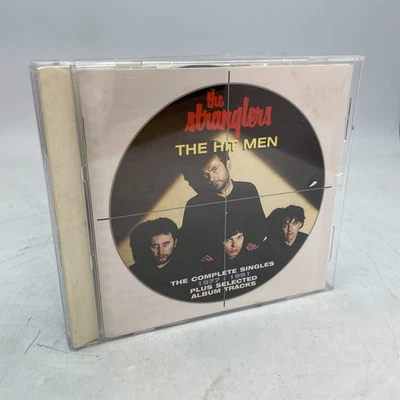 the
stranglers
THE HIT MEN
THE COMPLETE SINGLES
1977 - 1991
PLUS SELECTED
ALBUM TRACKS